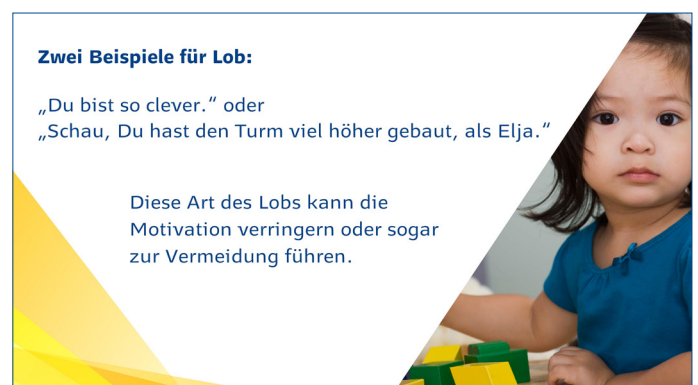 Zwei Beispiele für Lob:
„Du bist so clever.“ oder
„Schau, Du hast den Turm viel höher gebaut, als Elja.“
Diese Art des Lobs kann die
Motivation verringern oder sogar
zur Vermeidung führen.